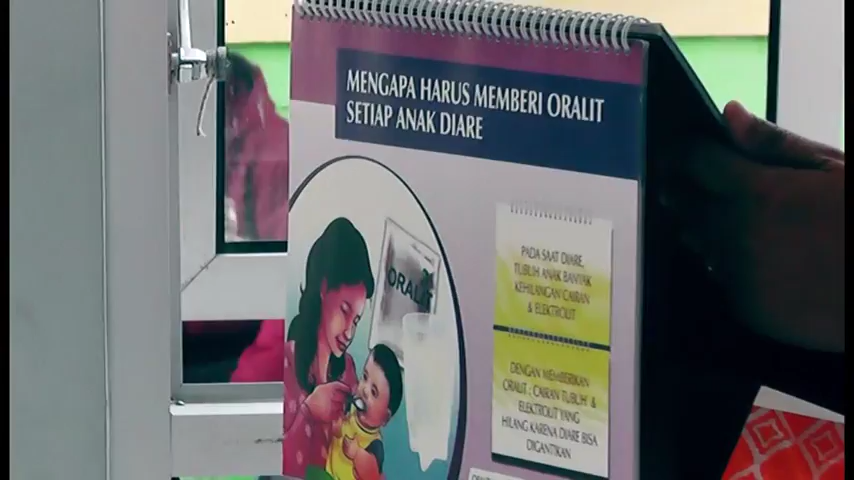 MENGAPA HARUS MEMBERI ORALIT
SETIAP ANAK DIARE
ORALIT
PADA SAAT DIARE,
TUBUH ANAK BANYAK
KEHILANGAN CAIRAN
& ELEKTROLIT
DENGAN MEMBERIKAN
ORALIT : CAIRAN TUBUH &
ELEKTROLIT YANG
HILANG KARENA DIARE BISA
DIGANTIKAN